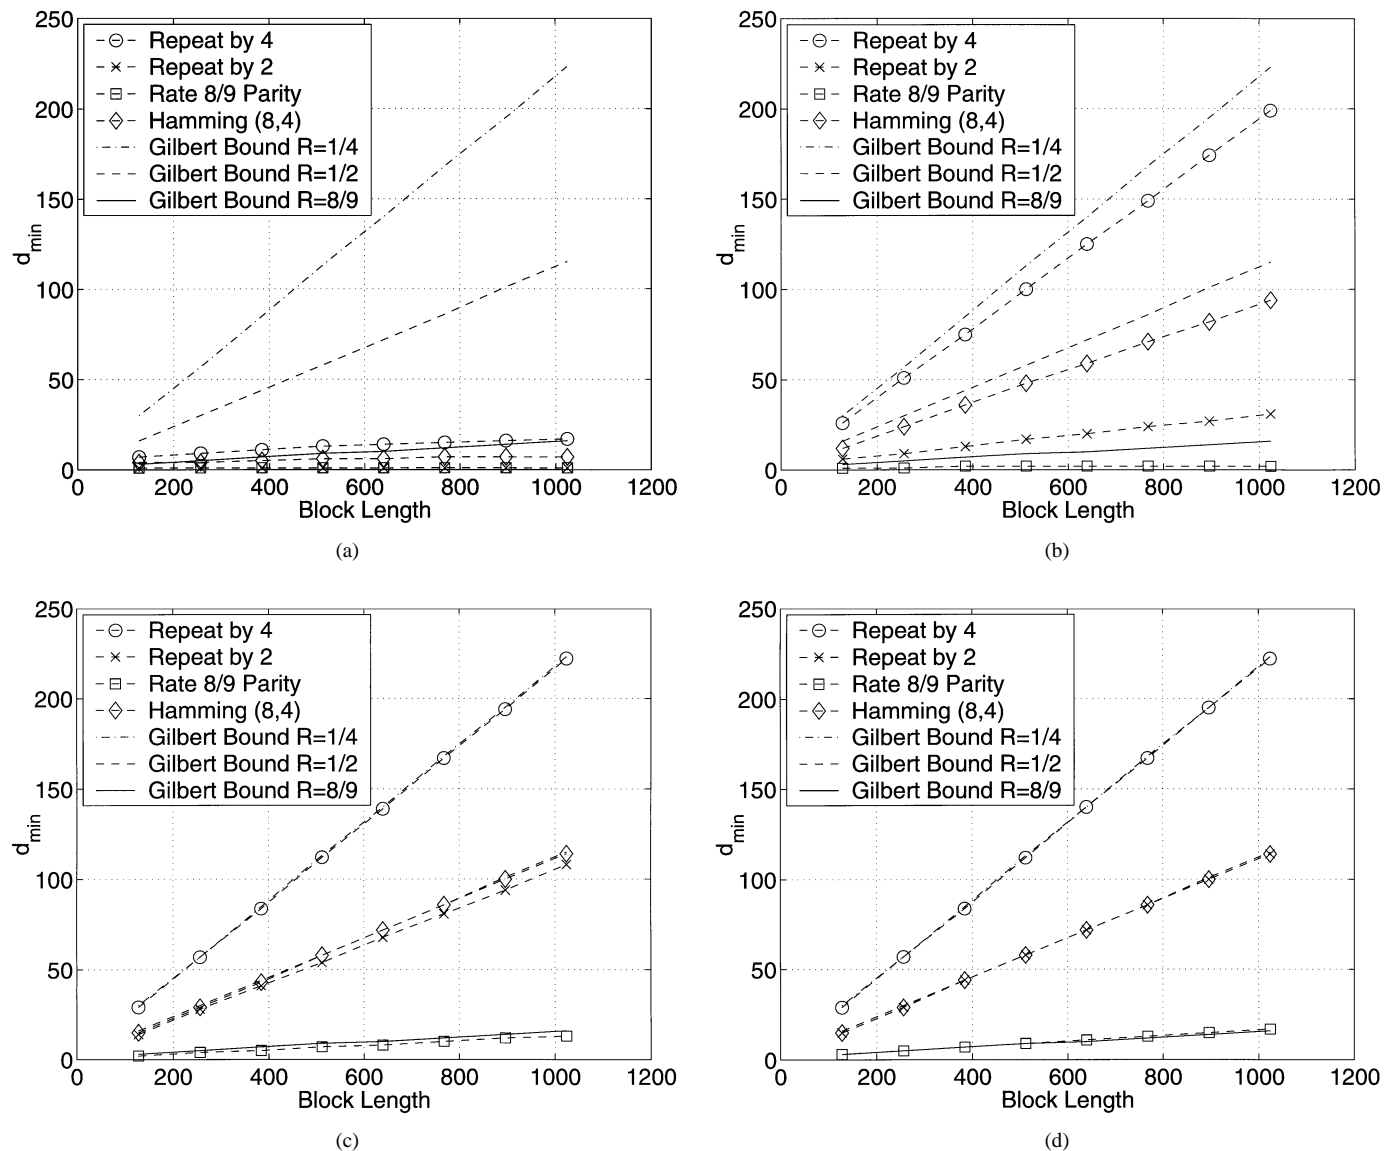 250
200
150
100
50
0
d_min
0 200 400 600 800 1000 1200
Block Length
Repeat by 4
Repeat by 2
Rate 8/9 Parity
Hamming (8,4)
Gilbert Bound R=1/4
Gilbert Bound R=1/2
Gilbert Bound R=8/9
(a)
250
200
150
100
50
0
d_min
0 200 400 600 800 1000 1200
Block Length
Repeat by 4
Repeat by 2
Rate 8/9 Parity
Hamming (8,4)
Gilbert Bound R=1/4
Gilbert Bound R=1/2
Gilbert Bound R=8/9
(b)
250
200
150
100
50
0
d_min
0 200 400 600 800 1000 1200
Block Length
Repeat by 4
Repeat by 2
Rate 8/9 Parity
Hamming (8,4)
Gilbert Bound R=1/4
Gilbert Bound R=1/2
Gilbert Bound R=8/9
(c)
250
200
150
100
50
0
d_min
0 200 400 600 800 1000 1200
Block Length
Repeat by 4
Repeat by 2
Rate 8/9 Parity
Hamming (8,4)
Gilbert Bound R=1/4
Gilbert Bound R=1/2
Gilbert Bound R=8/9
(d)